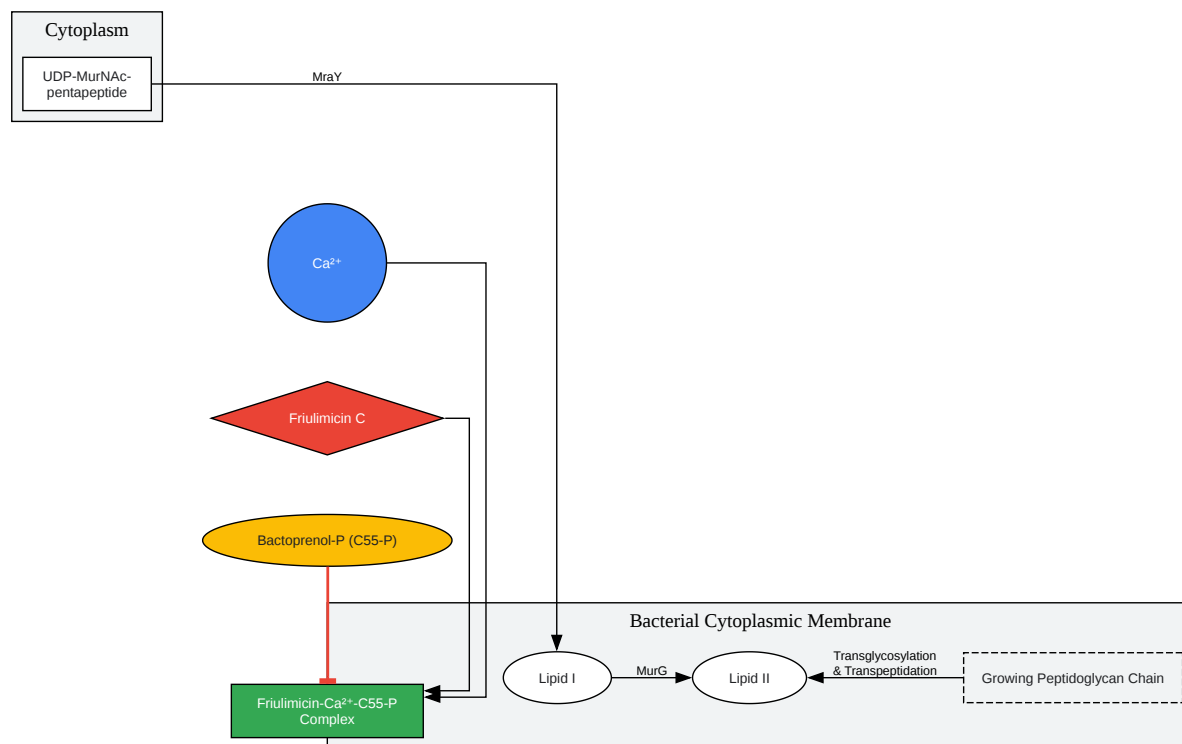 Cytoplasm
UDP-MurNAc-
pentapeptide
MraY
Ca²⁺
Friulimicin C
Bactoprenol-P (C55-P)
Bacterial Cytoplasmic Membrane
Lipid I
MurG
Lipid II
Transglycosylation
& Transpeptidation
Growing Peptidoglycan Chain
Friulimicin-Ca²⁺-C55-P
Complex